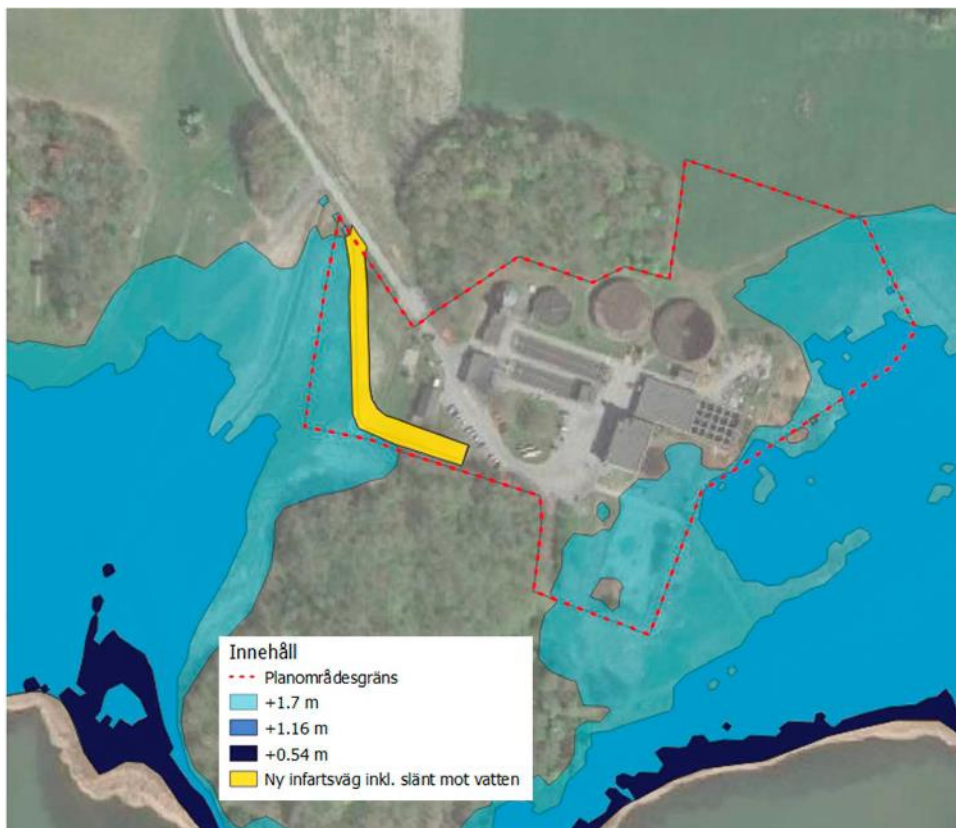 Innehåll
Planområdesgräns
+1.7 m
+1.16 m
+0.54 m
Ny infartsväg inkl. slänt mot vatten